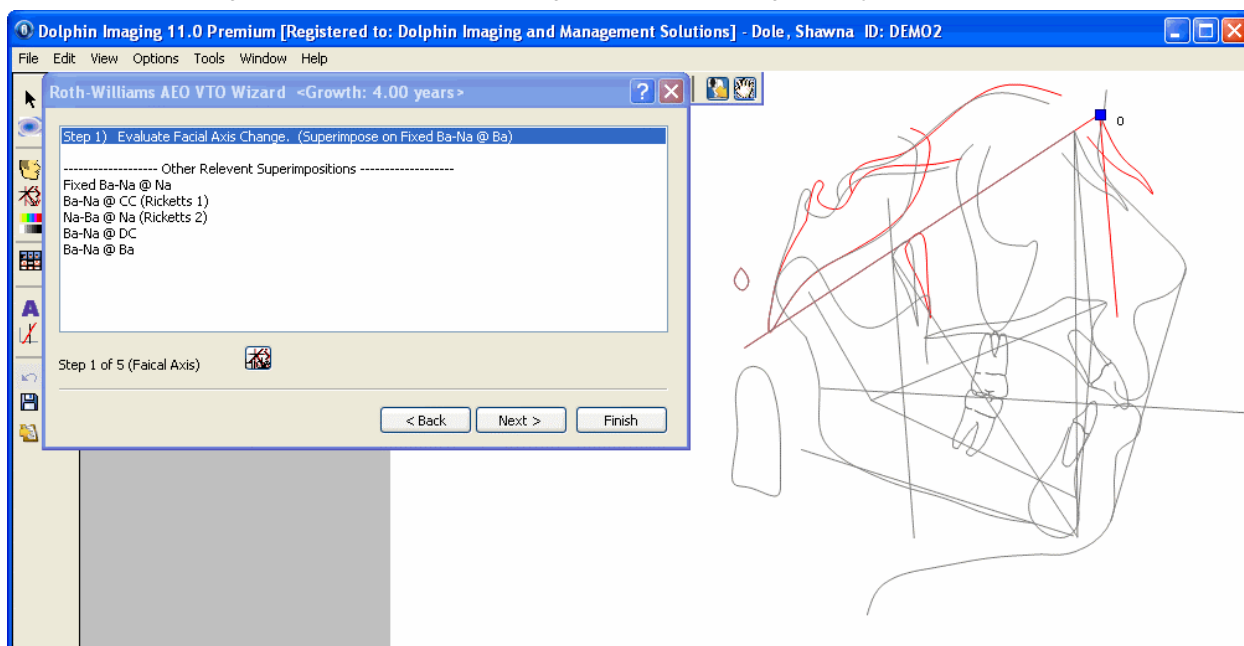 Dolphin Imaging 11.0 Premium [Registered to: Dolphin Imaging and Management Solutions] - Dole, Shawna ID: DEMO2
File Edit View Options Tools Window Help
Roth-Williams AEO VTO Wizard <Growth: 4.00 years>
Step 1) Evaluate Facial Axis Change. (Superimpose on Fixed Ba-Na @ Ba)
------------------- Other Relevent Superimpositions -------------------
Fixed Ba-Na @ Na
Ba-Na @ CC (Ricketts 1)
Na-Ba @ Na (Ricketts 2)
Ba-Na @ DC
Ba-Na @ Ba
Step 1 of 5 (Faical Axis)
< Back Next > Finish
0
A